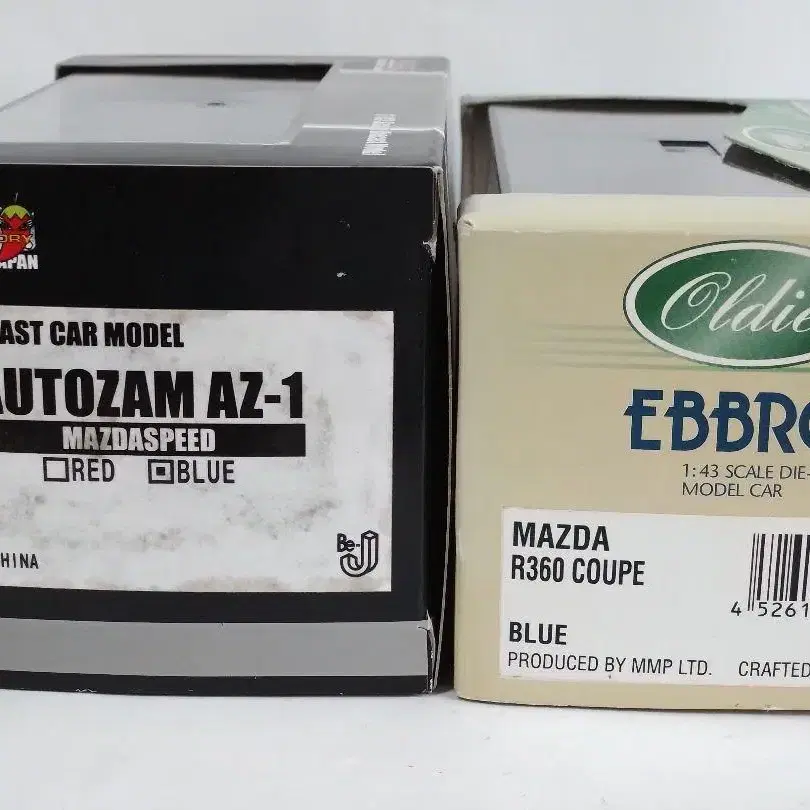 ORY
JAPAN
AST CAR MODEL
AUTOZAM AZ-1
MAZDASPEED
□RED ▣BLUE
HINA
Be-J
Oldie
EBBRO
1:43 SCALE DIE-
MODEL CAR
MAZDA
R360 COUPE
4 5261
BLUE
PRODUCED BY MMP LTD. CRAFTED